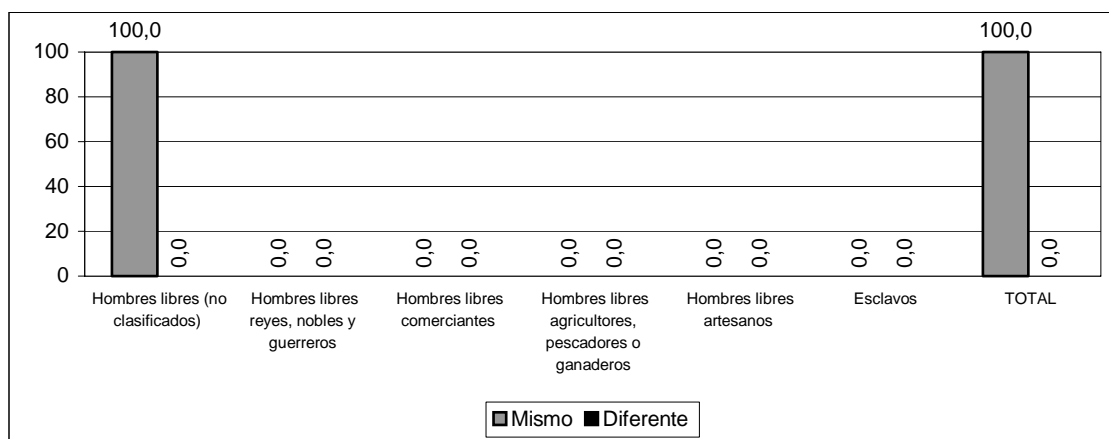 100,0 100,0
100
80
60
40
20
0
0,0 0,0 0,0 0,0 0,0 0,0 0,0 0,0 0,0 0,0 0,0 0,0
Hombres libres (no
clasificados)
Hombres libres
reyes, nobles y
guerreros
Hombres libres
comerciantes
Hombres libres
agricultores,
pescadores o
ganaderos
Hombres libres
artesanos
Esclavos
TOTAL
Mismo Diferente